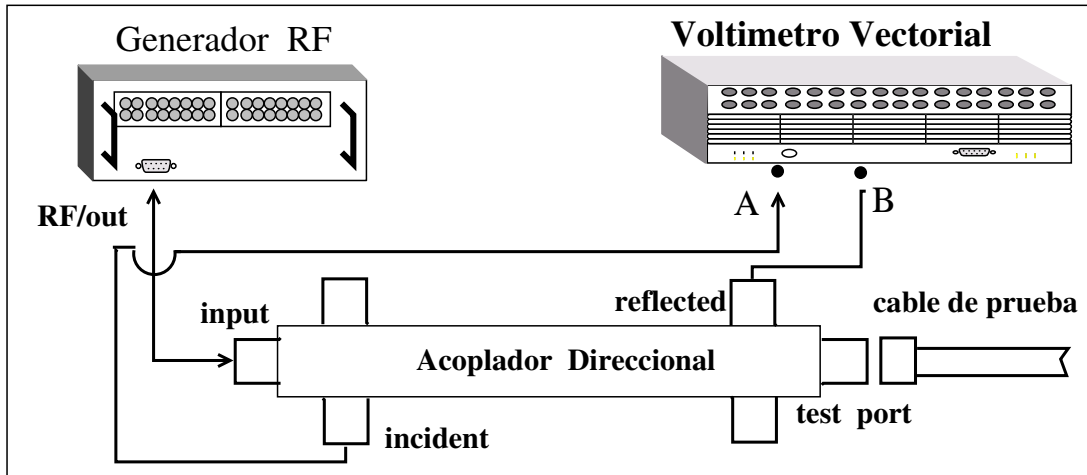 Generador RF
Voltimetro Vectorial
RF/out
A
B
input
reflected
cable de prueba
Acoplador Direccional
incident
test port